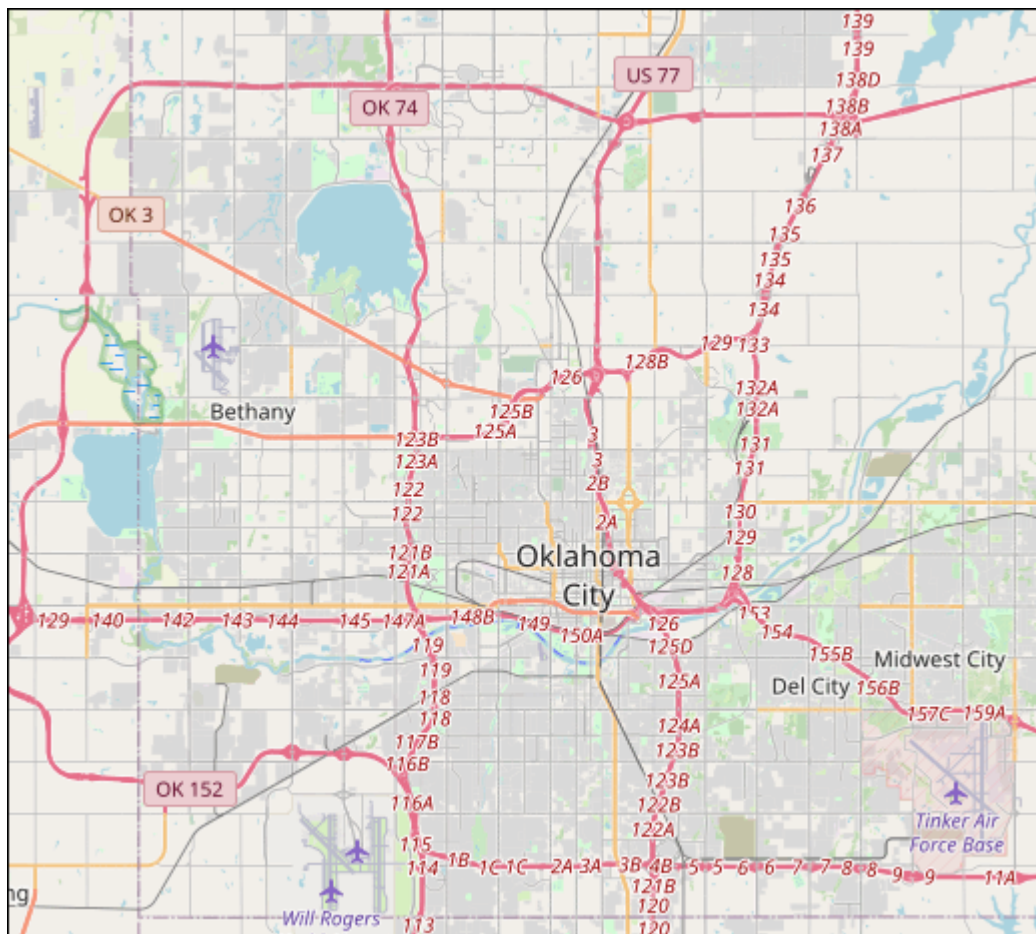 139
139
US 77
138D
OK 74
138B
138A
137
136
OK 3
135
135
134
134
129
133
128B
126
132A
132A
Bethany
125B
125A
123B
3
131
123A
3
131
122
2B
122
130
2A
129
121B
Oklahoma
City
121A
128
129
140
142
143
144
145
147A
148B
149
150A
126
153
154
119
125D
155B
Midwest City
119
125A
Del City
156B
118
118
124A
157C
159A
117B
123B
116B
123B
OK 152
116A
122B
122A
Tinker Air
Force Base
115
114
1B
1C
1C
2A
3A
3B
4B
5
5
6
6
7
7
8
8
9
9
11A
121B
ng
Will Rogers
113
120
120